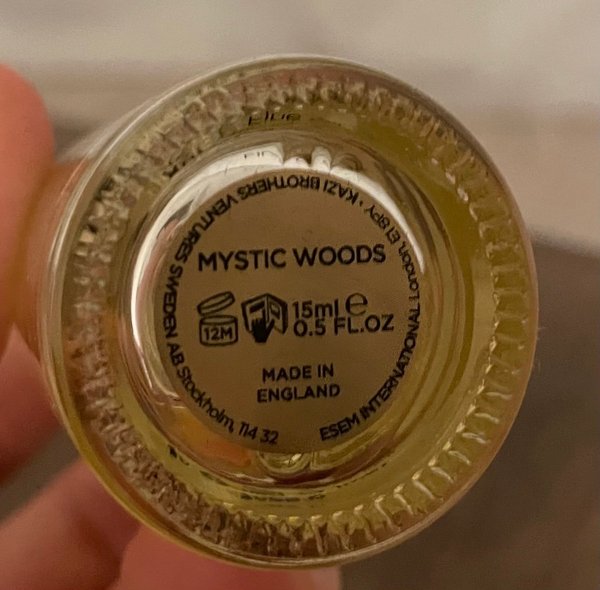 MYSTIC WOODS
12M
15ml e
0.5 FL.OZ
MADE IN
ENGLAND
ESEM INTERNATIONAL London, E1 8PY · KAZI BROTHERS VENTURES SWEDEN AB Stockholm, 114 32